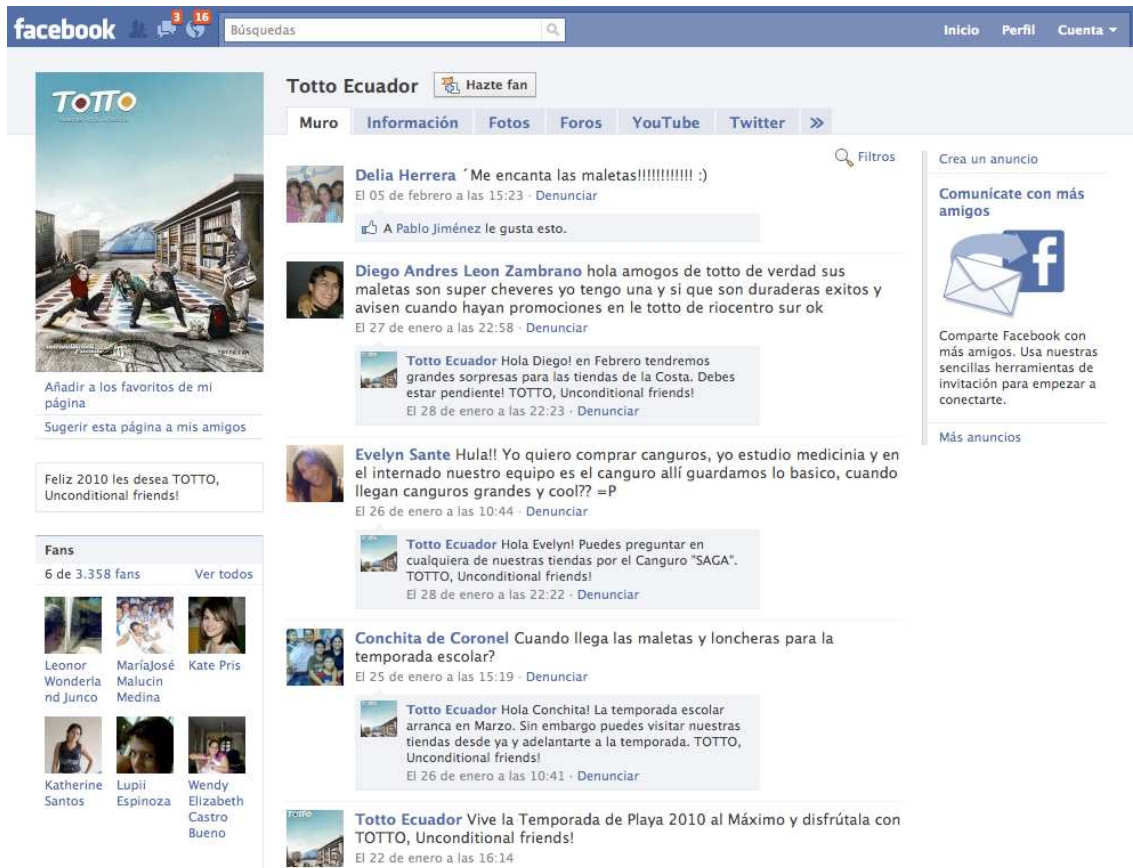 facebook
3
16
Búsquedas
Inicio Perfil Cuenta
TOTTO
TOTTO.COM
Añadir a los favoritos de mi
página
Sugerir esta página a mis amigos
Feliz 2010 les desea TOTTO,
Unconditional friends!
Fans
6 de 3.358 fans Ver todos
Leonor
Wonderla
nd Junco
MaríaJosé
Malucin
Medina
Kate Pris
Katherine
Santos
Lupii
Espinoza
Wendy
Elizabeth
Castro
Bueno
Totto Ecuador Hazte fan
Muro Información Fotos Foros YouTube Twitter »
Filtros
Delia Herrera ´Me encanta las maletas!!!!!!!!!!!! :)
El 05 de febrero a las 15:23 · Denunciar
A Pablo Jiménez le gusta esto.
Diego Andres Leon Zambrano hola amogos de totto de verdad sus
maletas son super cheveres yo tengo una y si que son duraderas exitos y
avisen cuando hayan promociones en le totto de riocentro sur ok
El 27 de enero a las 22:58 · Denunciar
Totto Ecuador Hola Diego! en Febrero tendremos
grandes sorpresas para las tiendas de la Costa. Debes
estar pendiente! TOTTO, Unconditional friends!
El 28 de enero a las 22:23 · Denunciar
Evelyn Sante Hula!! Yo quiero comprar canguros, yo estudio medicinia y en
el internado nuestro equipo es el canguro allí guardamos lo basico, cuando
llegan canguros grandes y cool?? =P
El 26 de enero a las 10:44 · Denunciar
Totto Ecuador Hola Evelyn! Puedes preguntar en
cualquiera de nuestras tiendas por el Canguro "SAGA".
TOTTO, Unconditional friends!
El 28 de enero a las 22:22 · Denunciar
Conchita de Coronel Cuando llega las maletas y loncheras para la
temporada escolar?
El 25 de enero a las 15:19 · Denunciar
Totto Ecuador Hola Conchita! La temporada escolar
arranca en Marzo. Sin embargo puedes visitar nuestras
tiendas desde ya y adelantarte a la temporada. TOTTO,
Unconditional friends!
El 26 de enero a las 10:41 · Denunciar
Totto Ecuador Vive la Temporada de Playa 2010 al Máximo y disfrútala con
TOTTO, Unconditional friends!
El 22 de enero a las 16:14
Crea un anuncio
Comunícate con más
amigos
Comparte Facebook con
más amigos. Usa nuestras
sencillas herramientas de
invitación para empezar a
conectarte.
Más anuncios